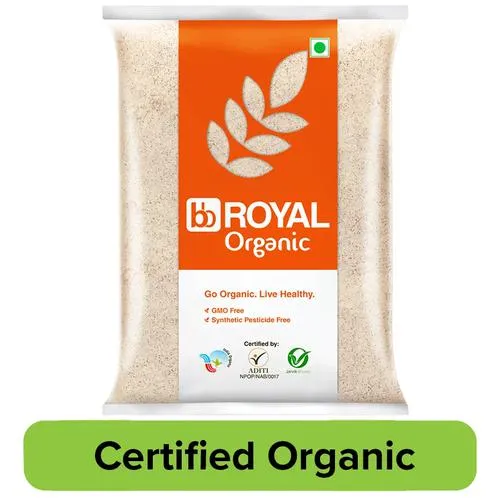 bb ROYAL
Organic
Go Organic. Live Healthy.
✓ GMO Free
✓ Synthetic Pesticide Free
Certified by:
ADITI
NPOP/NAB/0017
Certified Organic